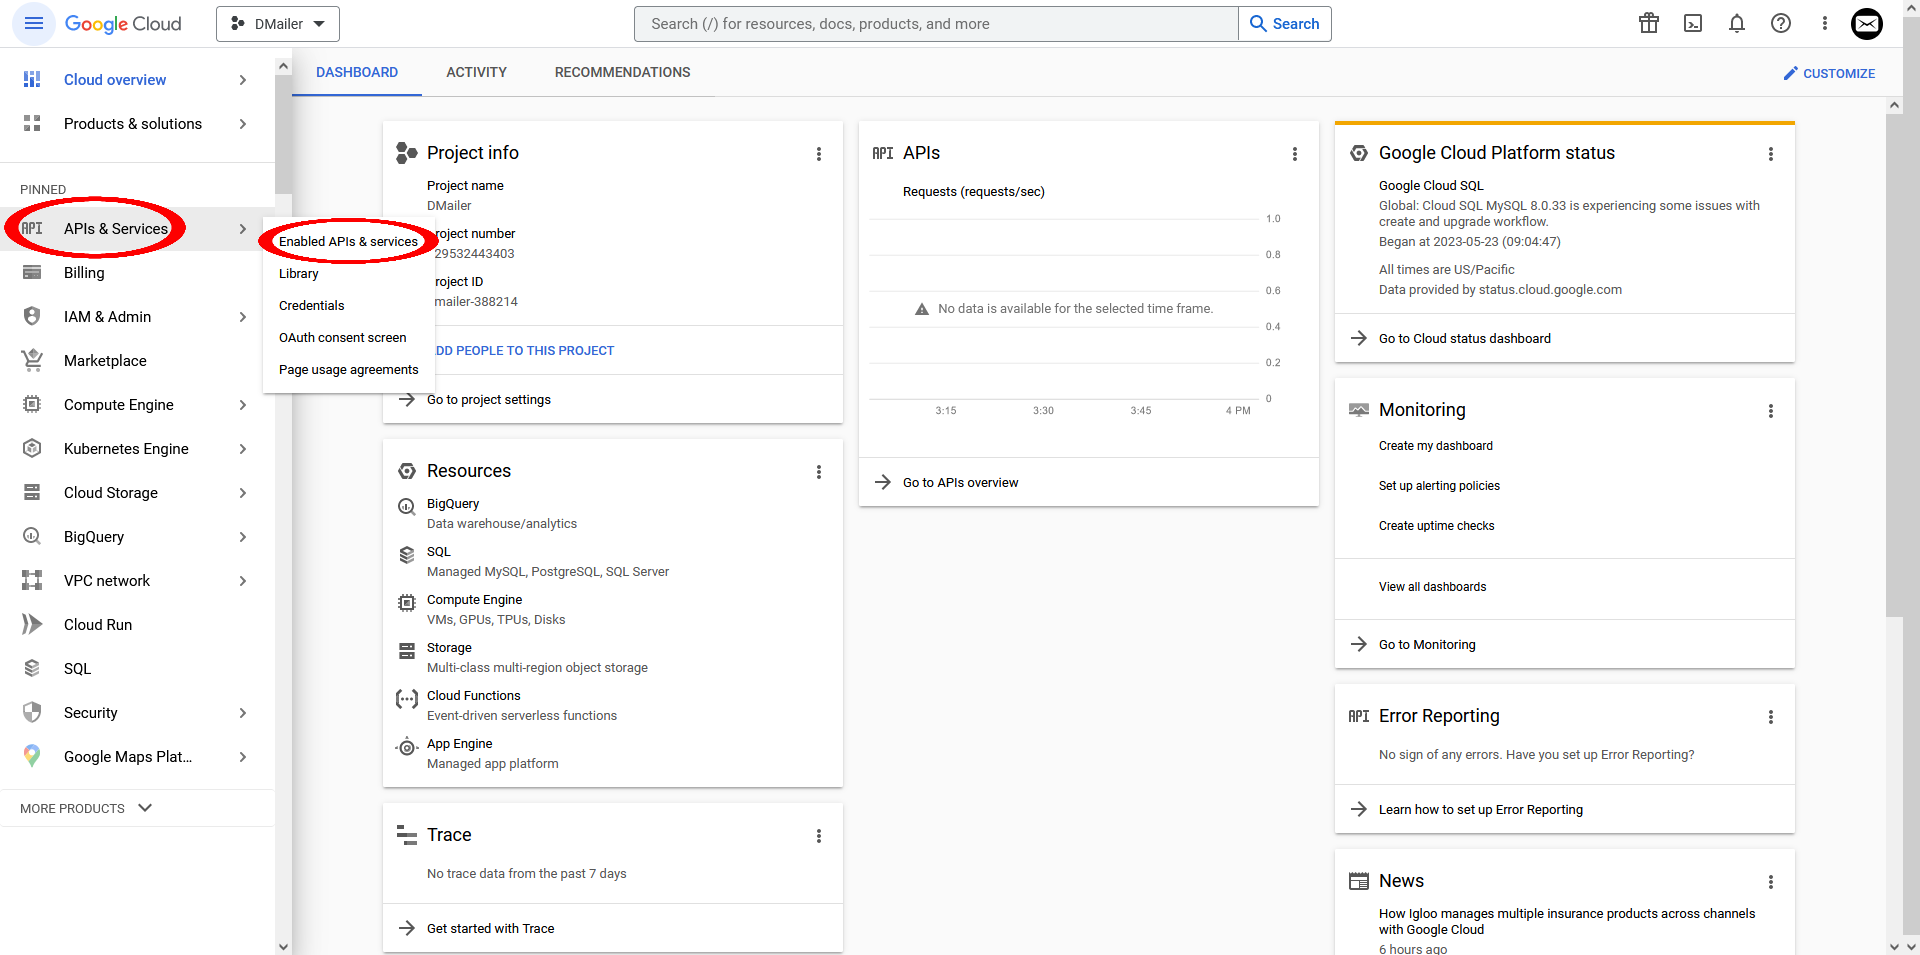 Google Cloud
DMailer
Search (/) for resources, docs, products, and more
Search
Cloud overview
Products & solutions
PINNED
API APIs & Services
Billing
IAM & Admin
Marketplace
Compute Engine
Kubernetes Engine
Cloud Storage
BigQuery
VPC network
Cloud Run
SQL
Security
Google Maps Plat...
MORE PRODUCTS
Enabled APIs & services
Library
Credentials
OAuth consent screen
Page usage agreements
DASHBOARD
ACTIVITY
RECOMMENDATIONS
CUSTOMIZE
Project info
Project name
DMailer
roject number
29532443403
roject ID
mailer-388214
DD PEOPLE TO THIS PROJECT
Go to project settings
Resources
BigQuery
Data warehouse/analytics
SQL
Managed MySQL, PostgreSQL, SQL Server
Compute Engine
VMs, GPUs, TPUs, Disks
Storage
Multi-class multi-region object storage
Cloud Functions
Event-driven serverless functions
App Engine
Managed app platform
Trace
No trace data from the past 7 days
Get started with Trace
API APIs
Requests (requests/sec)
1.0
0.8
0.6
No data is available for the selected time frame.
0.4
0.2
0
3:15
3:30
3:45
4 PM
Go to APIs overview
Google Cloud Platform status
Google Cloud SQL
Global: Cloud SQL MySQL 8.0.33 is experiencing some issues with
create and upgrade workflow.
Began at 2023-05-23 (09:04:47)
All times are US/Pacific
Data provided by status.cloud.google.com
Go to Cloud status dashboard
Monitoring
Create my dashboard
Set up alerting policies
Create uptime checks
View all dashboards
Go to Monitoring
API Error Reporting
No sign of any errors. Have you set up Error Reporting?
Learn how to set up Error Reporting
News
How Igloo manages multiple insurance products across channels
with Google Cloud
6 hours ago